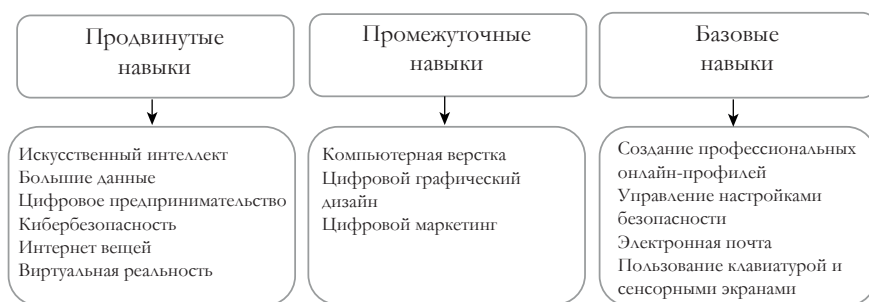 Продвинутые
навыки
Искусственный интеллект
Большие данные
Цифровое предпринимательство
Кибербезопасность
Интернет вещей
Виртуальная реальность
Промежуточные
навыки
Компьютерная верстка
Цифровой графический
дизайн
Цифровой маркетинг
Базовые
навыки
Создание профессиональных
онлайн-профилей
Управление настройками
безопасности
Электронная почта
Пользование клавиатурой и
сенсорными экранами